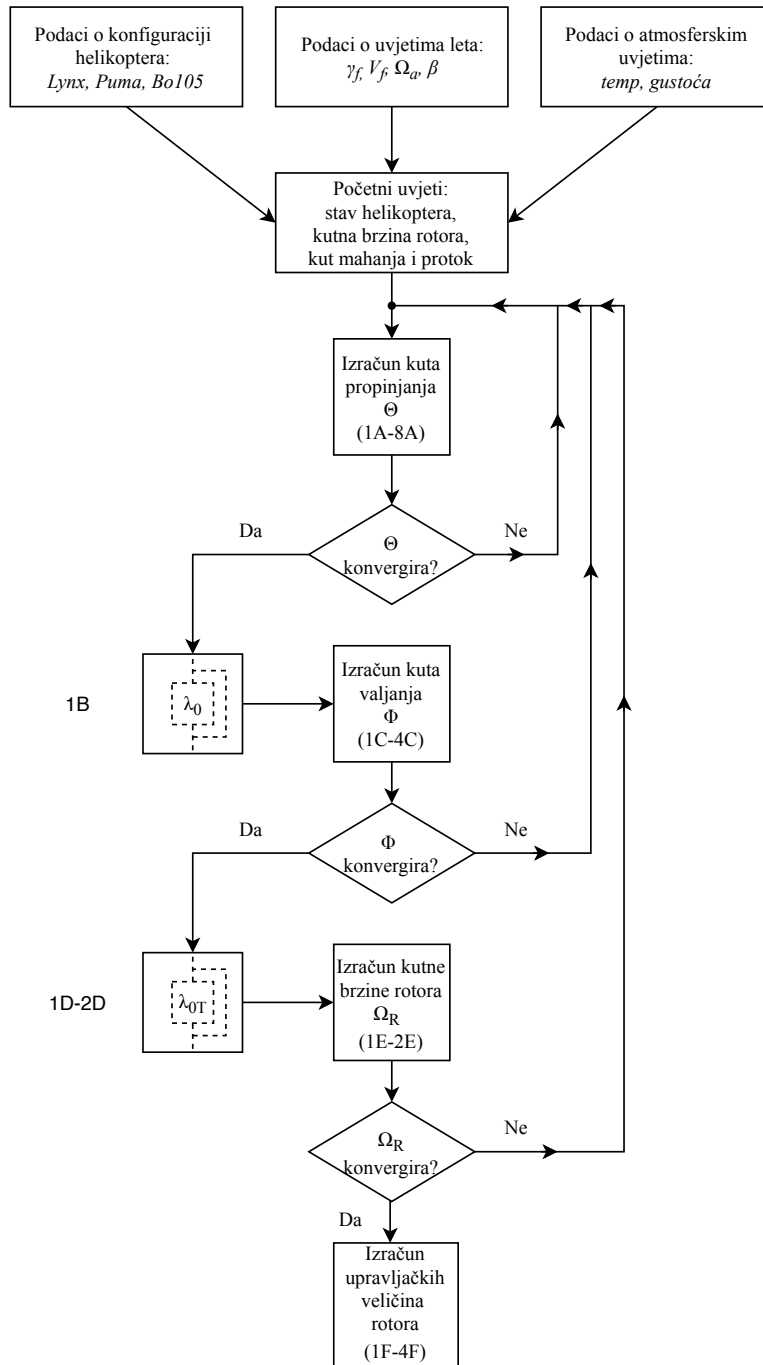 Podaci o konfiguraciji
helikoptera:
Lynx, Puma, Bo105
Podaci o uvjetima leta:
γf, Vf, Ωa, β
Podaci o atmosferskim
uvjetima:
temp, gustoća
Početni uvjeti:
stav helikoptera,
kutna brzina rotora,
kut mahanja i protok
Izračun kuta
propinjanja
Θ
(1A-8A)
Da
Θ
konvergira?
Ne
1B
λ0
Izračun kuta
valjanja
Φ
(1C-4C)
Da
Φ
konvergira?
Ne
1D-2D
λ0T
Izračun kutne
brzine rotora
ΩR
(1E-2E)
ΩR
konvergira?
Ne
Da
Izračun
upravljačkih
veličina
rotora
(1F-4F)